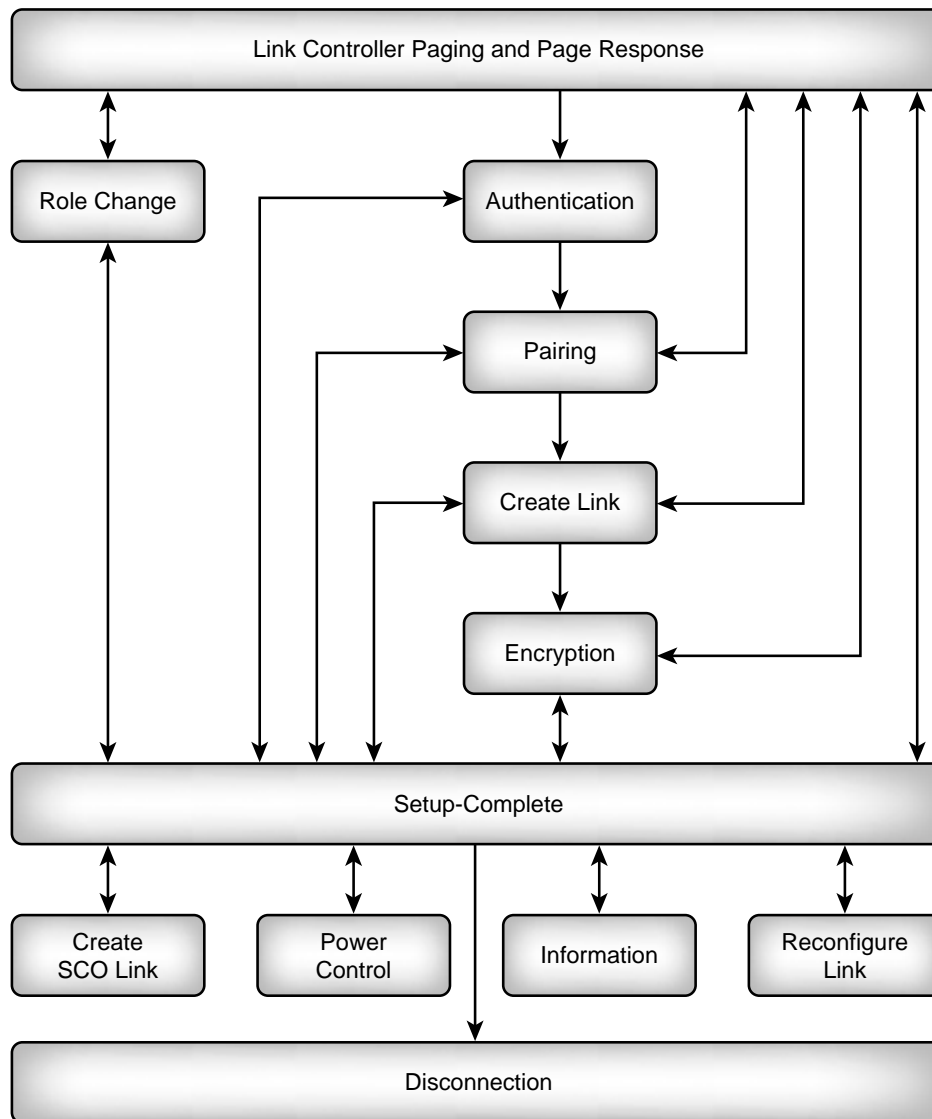 Link Controller Paging and Page Response
Role Change
Authentication
Pairing
Create Link
Encryption
Setup-Complete
Create
SCO Link
Power
Control
Information
Reconfigure
Link
Disconnection